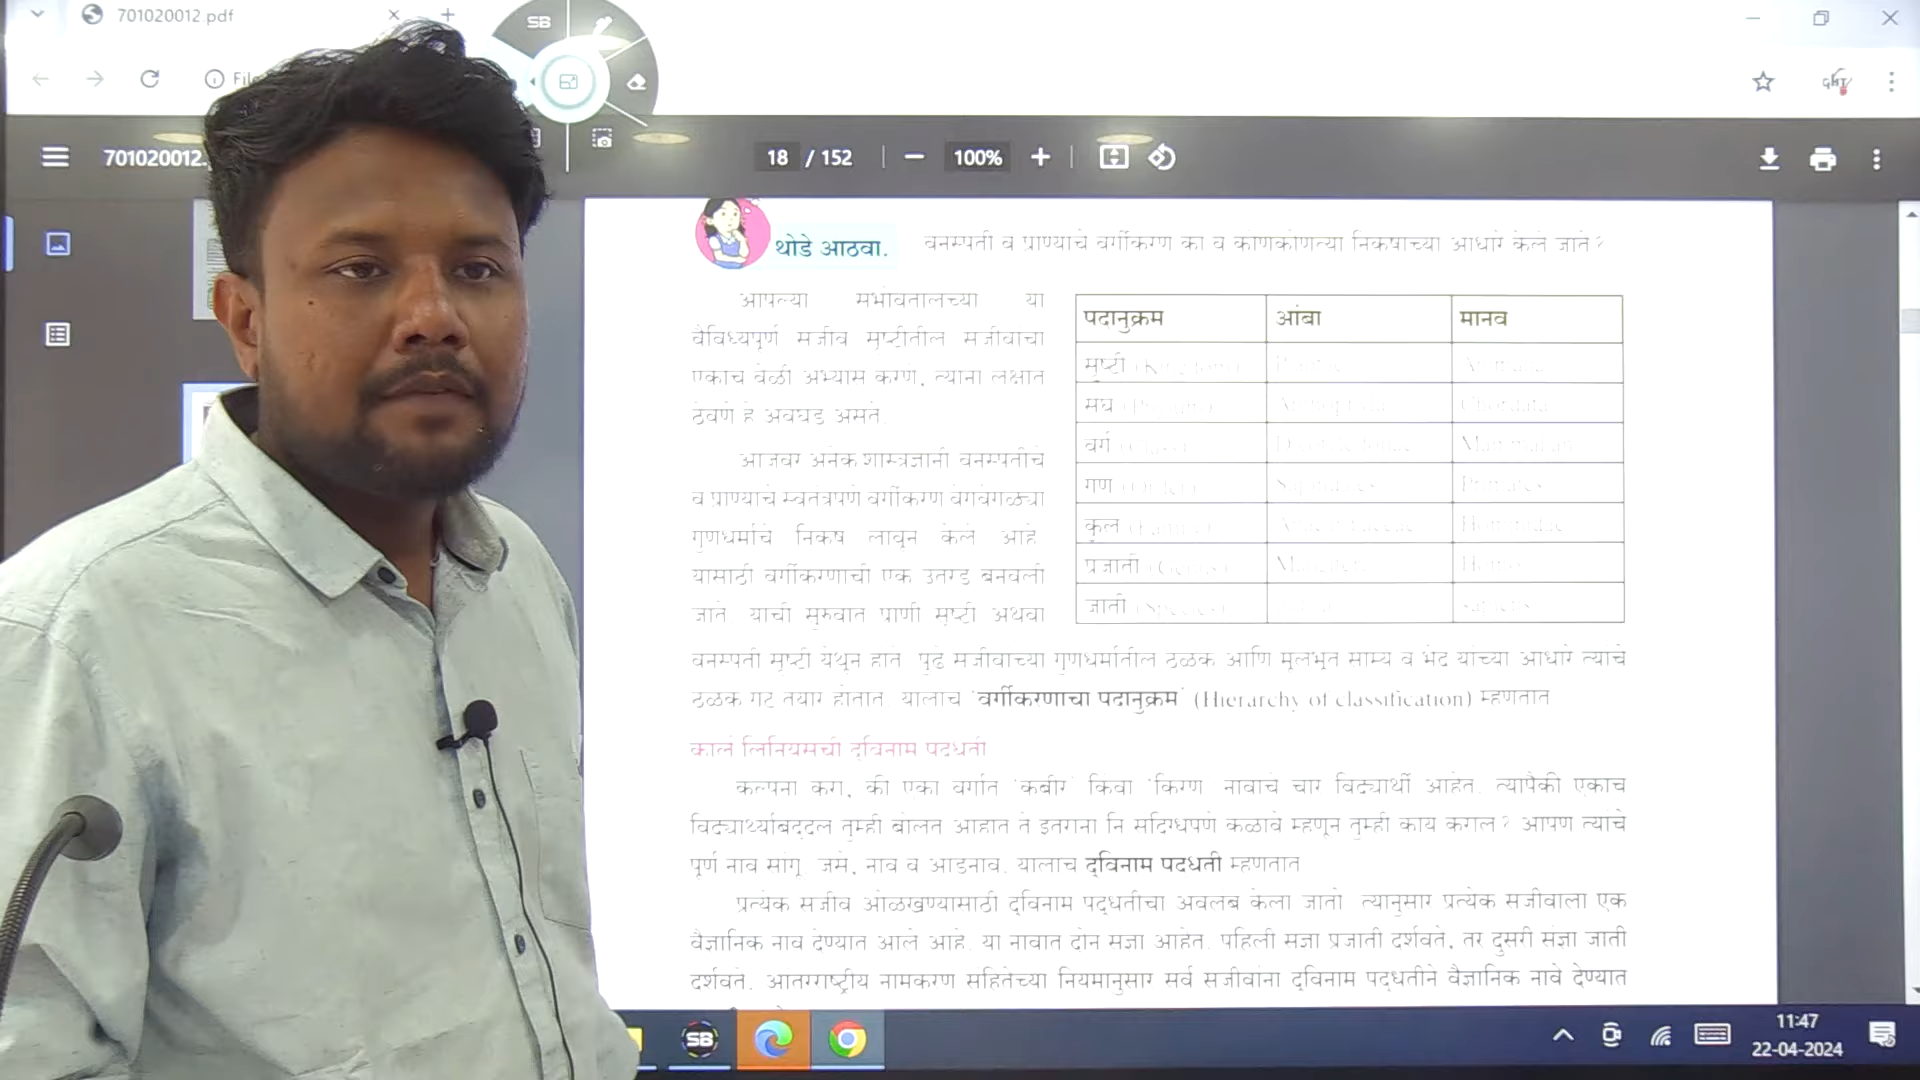 701020012.pdf
SB
File
701020012.
18 / 152
100%
थोडे आठवा. वनस्पती व प्राण्यांचे वर्गीकरण का व कोणकोणत्या निकषांच्या आधारे केले जाते?
आपल्या सभोवतालच्या या
वैविध्यपूर्ण सजीव सृष्टीतील सजीवांचा
एकाच वेळी अभ्यास करणे, त्यांना लक्षात
ठेवणे हे अवघड असते.
आजवर अनेक शास्त्रज्ञांनी वनस्पतींचे
व प्राण्यांचे स्वतंत्रपणे वर्गीकरण वेगवेगळ्या
गुणधर्मांचे निकष लावून केले आहे.
यासाठी वर्गीकरणाची एक उतरंड बनवली
जाते. याची सुरुवात प्राणी सृष्टी अथवा
पदानुक्रम आंबा मानव
सृष्टी
संघ Chordata
वर्ग
गण Primates
कुल
प्रजाती
जाती
वनस्पती सृष्टी येथून होते. पुढे सजीवांच्या गुणधर्मातील ठळक आणि मूलभूत साम्य व भेद यांच्या आधारे त्यांचे
ठळक गट तयार होतात. यालाच 'वर्गीकरणाचा पदानुक्रम' (Hierarchy of classification) म्हणतात.
कार्ल लिनियसची द्विनाम पद्धती
कल्पना करा, की एका वर्गात 'कबीर' किंवा 'किरण' नावाचे चार विद्यार्थी आहेत. त्यापैकी एकाच
विद्यार्थ्याबद्दल तुम्ही बोलत आहात ते इतरांना नि:संदिग्धपणे कळावे म्हणून तुम्ही काय कराल? आपण त्यांचे
पूर्ण नाव सांगू. जसे, नाव व आडनाव. यालाच द्विनाम पद्धती म्हणतात.
प्रत्येक सजीव ओळखण्यासाठी द्विनाम पद्धतीचा अवलंब केला जातो. त्यानुसार प्रत्येक सजीवाला एक
वैज्ञानिक नाव देण्यात आले आहे. या नावात दोन संज्ञा आहेत. पहिली संज्ञा प्रजाती दर्शवते, तर दुसरी संज्ञा जाती
दर्शवते. आंतरराष्ट्रीय नामकरण संहितेच्या नियमानुसार सर्व सजीवांना द्विनाम पद्धतीने वैज्ञानिक नावे देण्यात
SB
11:47
22-04-2024